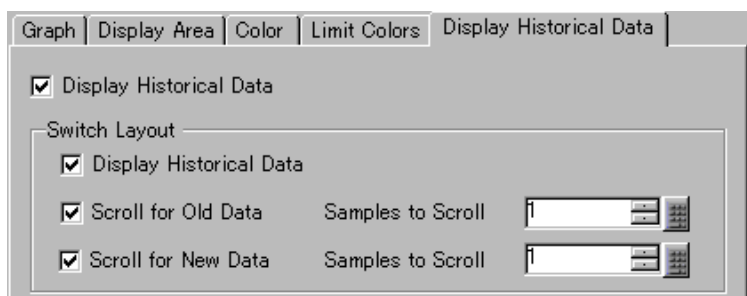 Graph Display Area Color Limit Colors Display Historical Data
Display Historical Data
Switch Layout
Display Historical Data
Scroll for Old Data Samples to Scroll 1
Scroll for New Data Samples to Scroll 1